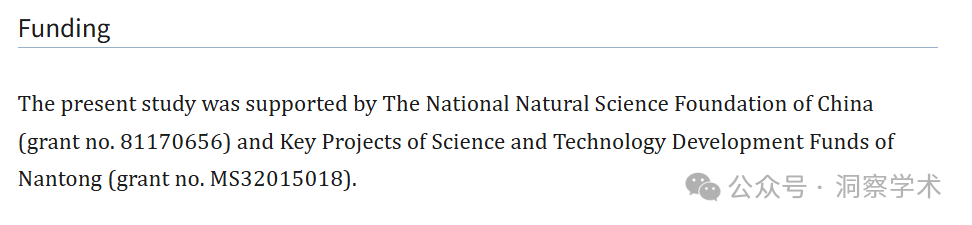 Funding
The present study was supported by The National Natural Science Foundation of China
(grant no. 81170656) and Key Projects of Science and Technology Development Funds of
Nantong (grant no. MS32015018).
公众号 · 洞察学术